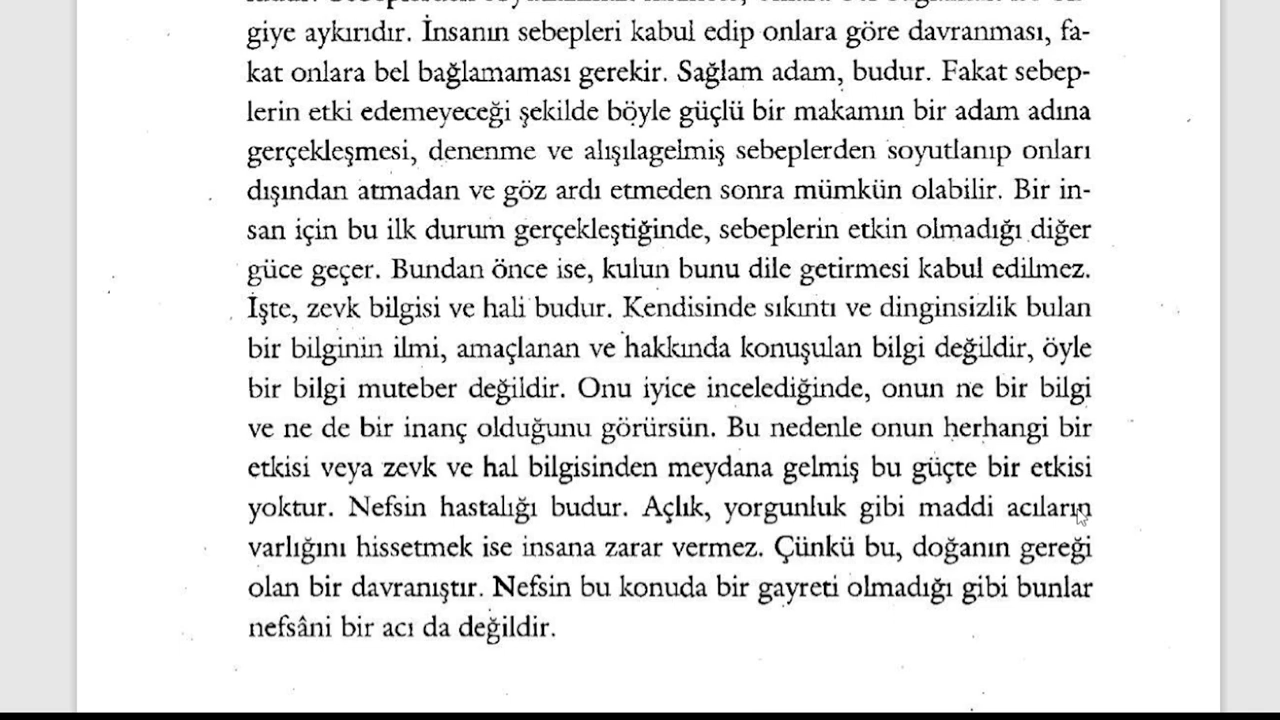 giye aykırıdır. İnsanın sebepleri kabul edip onlara göre davranması, fa-
kat onlara bel bağlamaması gerekir. Sağlam adam, budur. Fakat sebep-
lerin etki edemeyeceği şekilde böyle güçlü bir makamın bir adam adına
gerçekleşmesi, denenme ve alışılagelmiş sebeplerden soyutlanıp onları
dışından atmadan ve göz ardı etmeden sonra mümkün olabilir. Bir in-
san için bu ilk durum gerçekleştiğinde, sebeplerin etkin olmadığı diğer
güce geçer. Bundan önce ise, kulun bunu dile getirmesi kabul edilmez.
İşte, zevk bilgisi ve hali budur. Kendisinde sıkıntı ve dinginsizlik bulan
bir bilginin ilmi, amaçlanan ve hakkında konuşulan bilgi değildir, öyle
bir bilgi muteber değildir. Onu iyice incelediğinde, onun ne bir bilgi
ve ne de bir inanç olduğunu görürsün. Bu nedenle onun herhangi bir
etkisi veya zevk ve hal bilgisinden meydana gelmiş bu güçte bir etkisi
yoktur. Nefsin hastalığı budur. Açlık, yorgunluk gibi maddi acıların
varlığını hissetmek ise insana zarar vermez. Çünkü bu, doğanın gereği
olan bir davranıştır. Nefsin bu konuda bir gayreti olmadığı gibi bunlar
nefsâni bir acı da değildir.